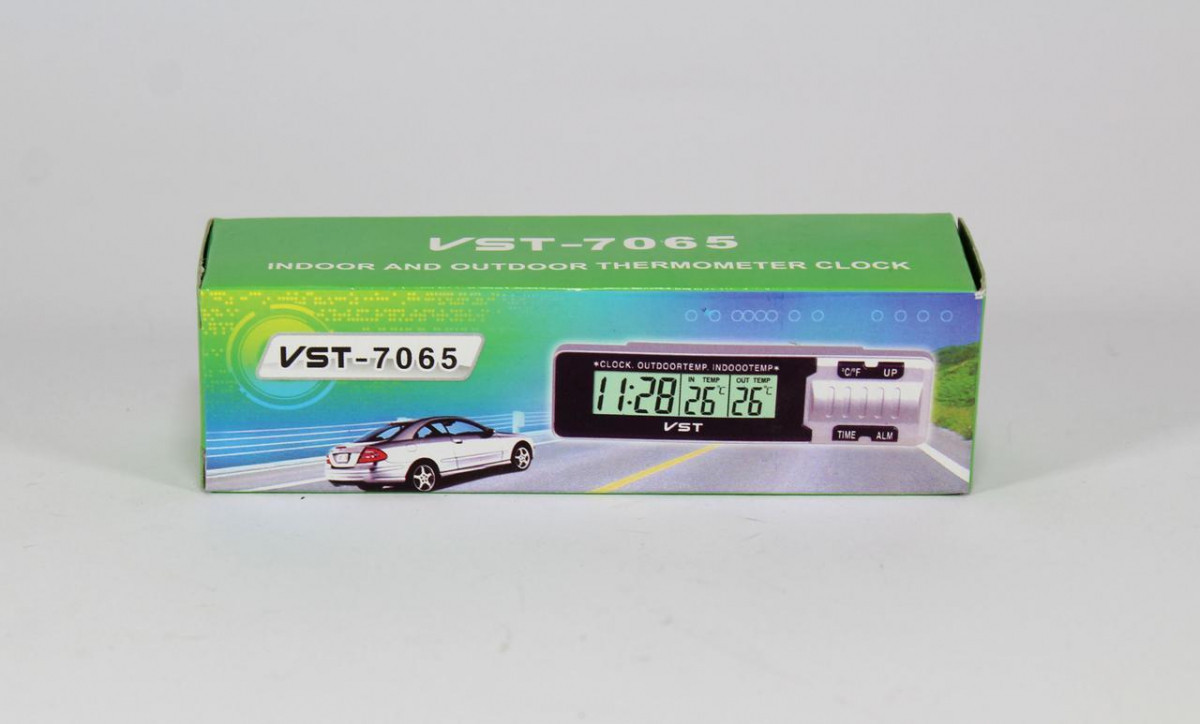 VST-7065
INDOOR AND OUTDOOR THERMOMETER CLOCK
VST-7065
*CLOCK. OUTDOORTEMP. INDOOOTEMP*
11:28
IN TEMP
26°C
OUT TEMP
26°C
VST
°C/°F UP
TIME ALM